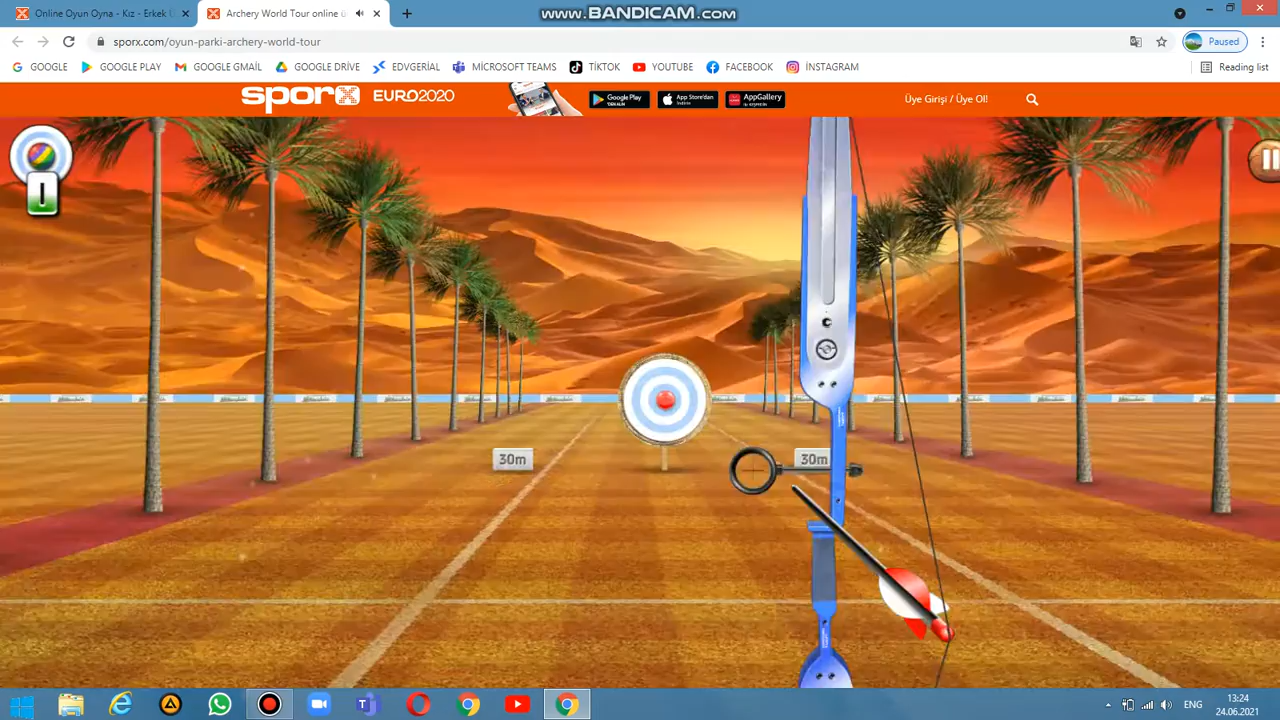 www.BANDICAM.com
Online Oyun Oyna - Kız - Erkek
Archery World Tour online
sporx.com/oyun-parki-archery-world-tour
Paused
GOOGLE
GOOGLE PLAY
GOOGLE GMAİL
GOOGLE DRİVE
EDVGERİAL
MİCROSOFT TEAMS
TİKTOK
YOUTUBE
FACEBOOK
İNSTAGRAM
Reading list
sporx
EURO2020
Google Play
App Store'dan
AppGallery
Üye Girişi / Üye Ol!
30m
30m
ENG
13:24
24.06.2021